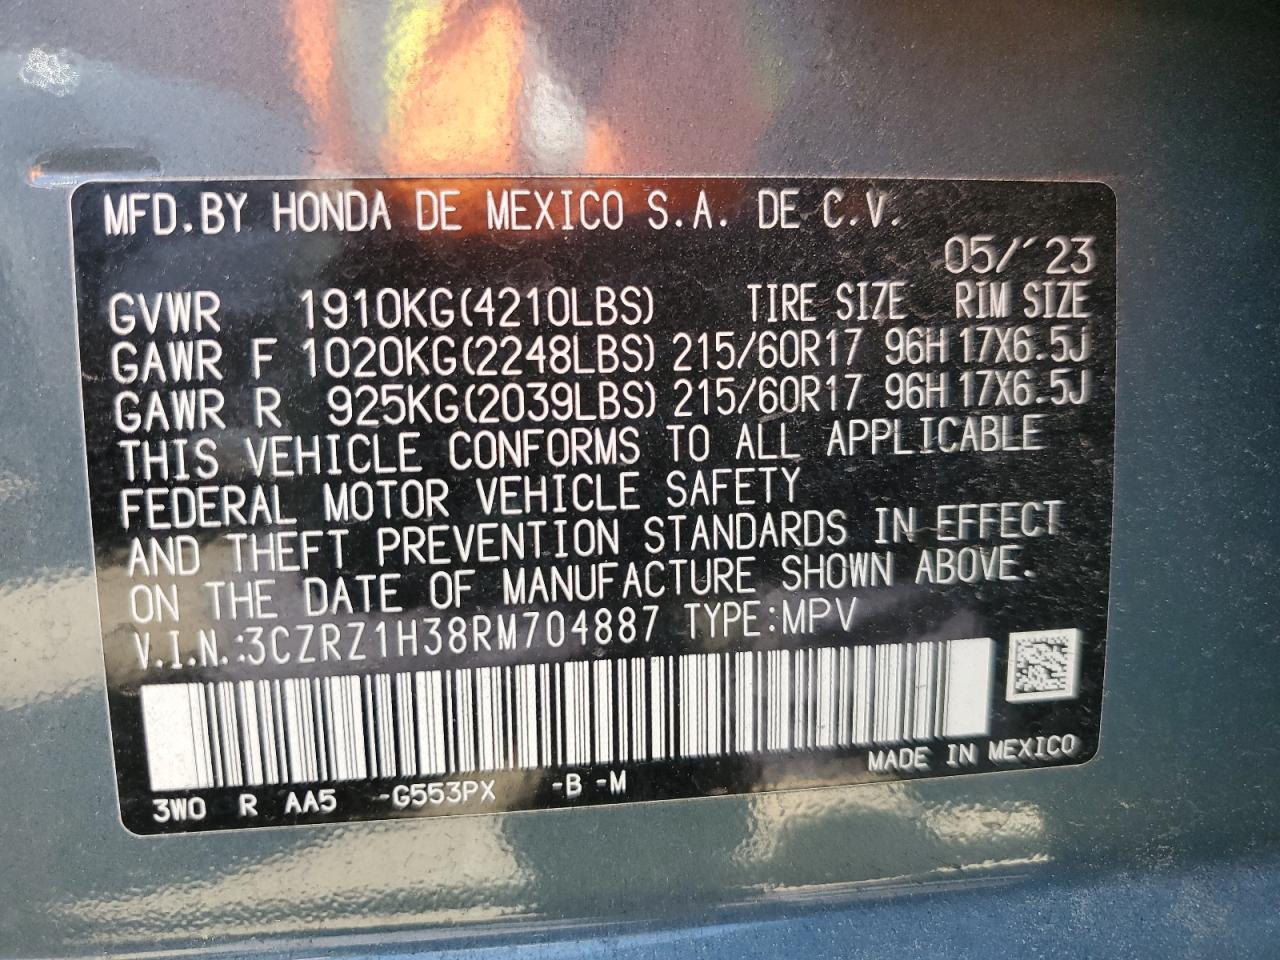 MFD.BY HONDA DE MEXICO S.A. DE C.V.
05/´23
GVWR 1910KG(4210LBS) TIRE SIZE RIM SIZE
GAWR F 1020KG(2248LBS) 215/60R17 96H 17X6.5J
GAWR R 925KG(2039LBS) 215/60R17 96H 17X6.5J
THIS VEHICLE CONFORMS TO ALL APPLICABLE
FEDERAL MOTOR VEHICLE SAFETY
AND THEFT PREVENTION STANDARDS IN EFFECT
ON THE DATE OF MANUFACTURE SHOWN ABOVE.
V.I.N.:3CZRZ1H38RM704887 TYPE:MPV
MADE IN MEXICO
3W0 R AA5 -G553PX -B -M